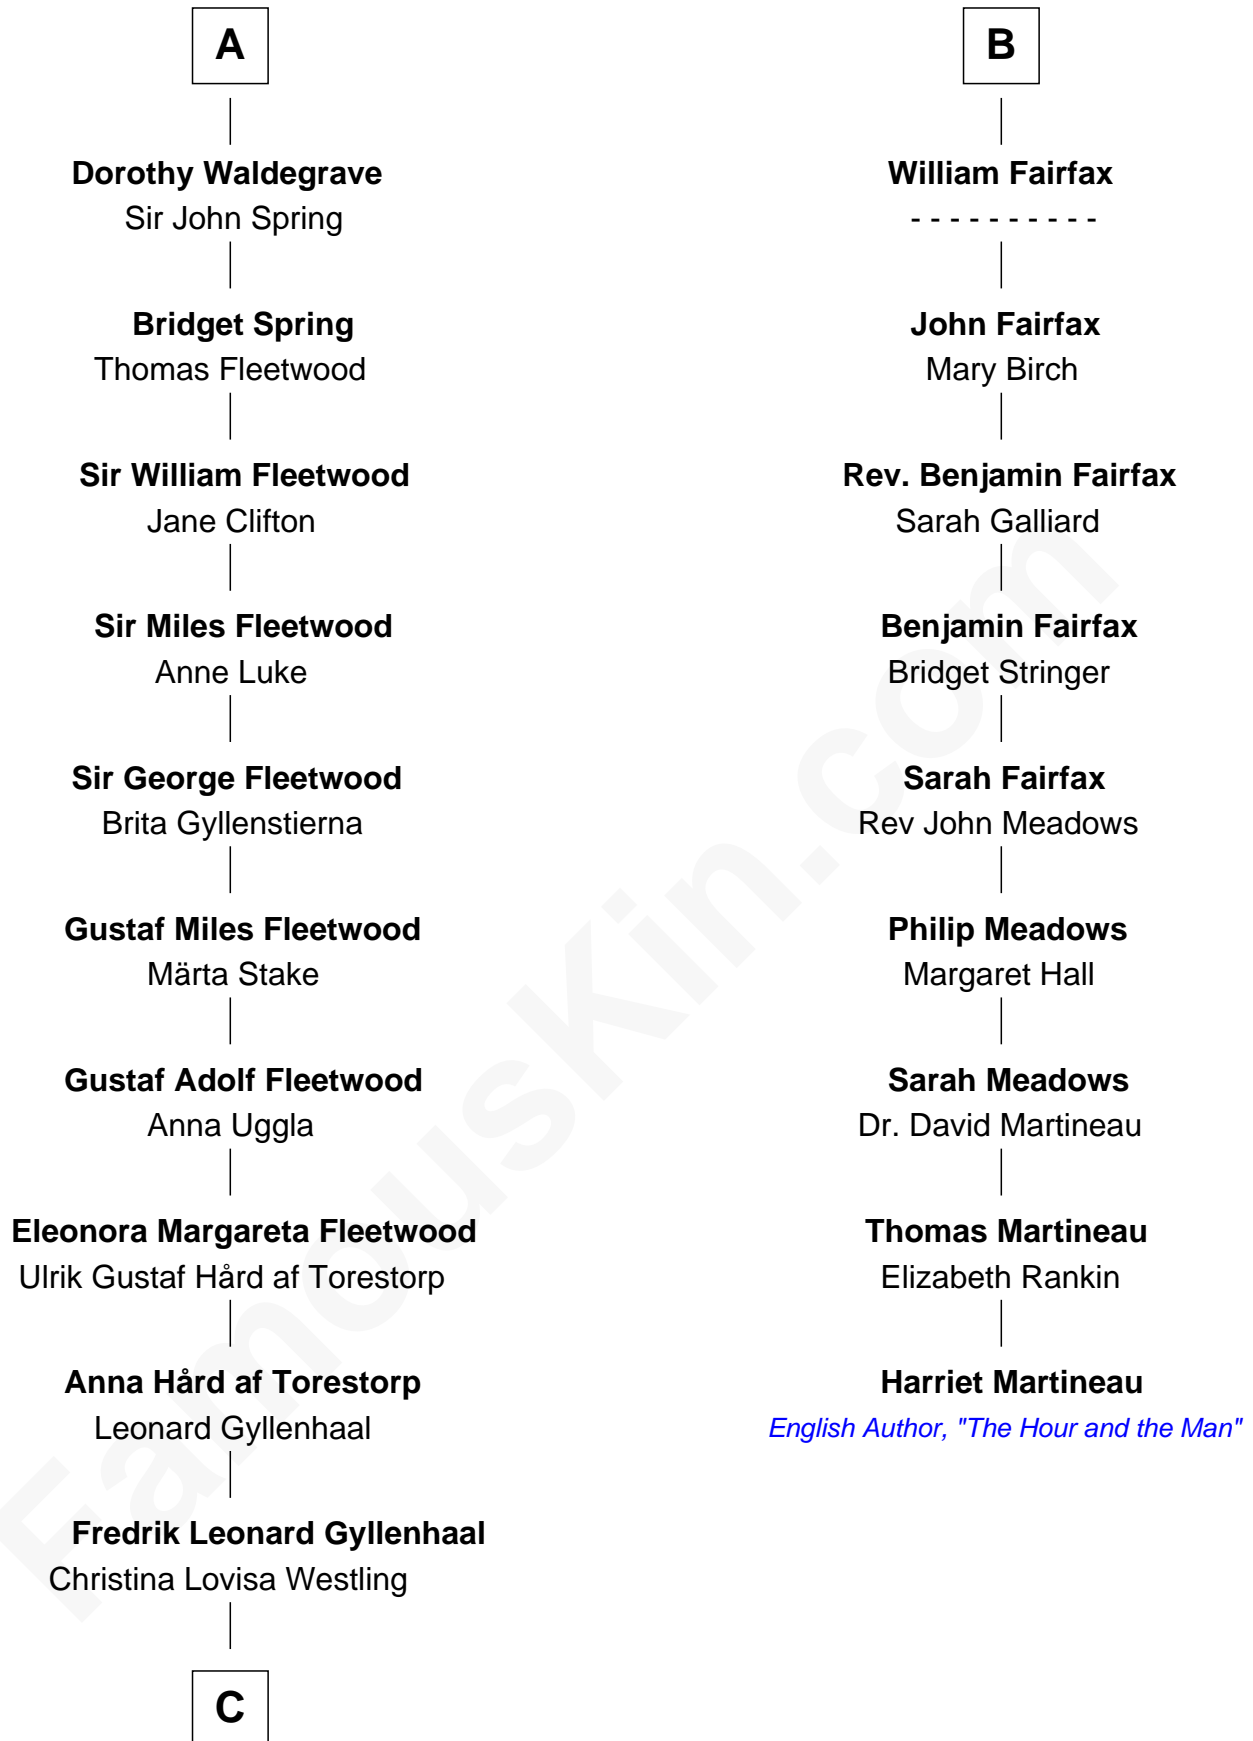 A
Dorothy Waldegrave
Sir John Spring
Bridget Spring
Thomas Fleetwood
Sir William Fleetwood
Jane Clifton
Sir Miles Fleetwood
Anne Luke
Sir George Fleetwood
Brita Gyllenstierna
Gustaf Miles Fleetwood
Märta Stake
Gustaf Adolf Fleetwood
Anna Uggla
Eleonora Margareta Fleetwood
Ulrik Gustaf Hård af Torestorp
Anna Hård af Torestorp
Leonard Gyllenhaal
Fredrik Leonard Gyllenhaal
Christina Lovisa Westling
C
B
William Fairfax
- - - - - - - - - -
John Fairfax
Mary Birch
Rev. Benjamin Fairfax
Sarah Galliard
Benjamin Fairfax
Bridget Stringer
Sarah Fairfax
Rev John Meadows
Philip Meadows
Margaret Hall
Sarah Meadows
Dr. David Martineau
Thomas Martineau
Elizabeth Rankin
Harriet Martineau
English Author, "The Hour and the Man"
FamousKin.com